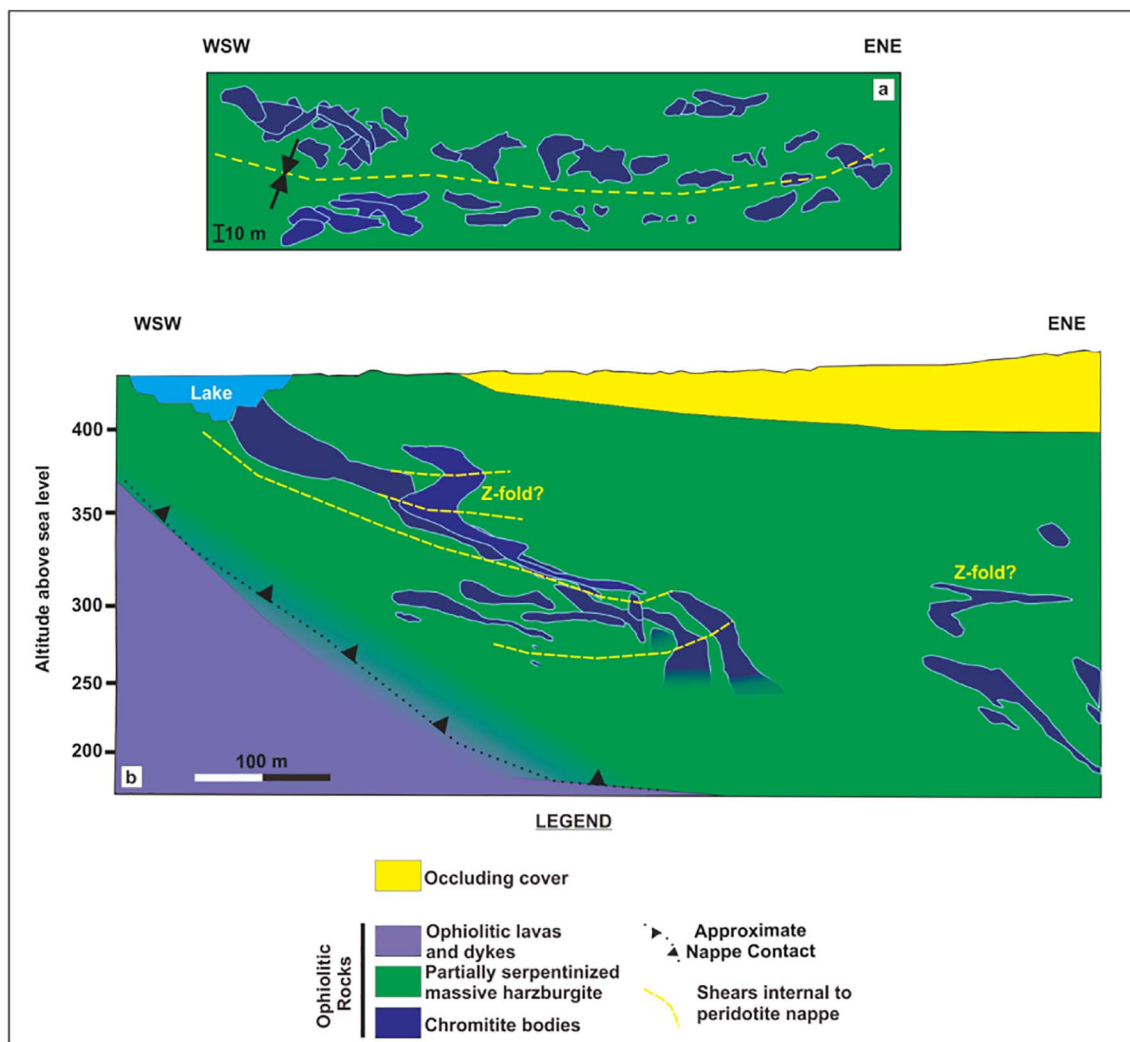 WSW ENE
a
10 m
WSW ENE
Lake
400
Z-fold?
350
Z-fold?
300
Altitude above sea level
250
200
100 m
b
LEGEND
Occluding cover
Ophiolitic Rocks
Ophiolitic lavas
and dykes
Partially serpentinized
massive harzburgite
Chromitite bodies
Approximate
Nappe Contact
Shears internal to
peridotite nappe